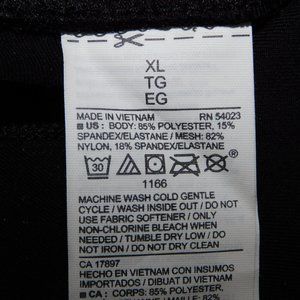 XL
TG
EG
MADE IN VIETNAM RN 54023
■ US : BODY: 85% POLYESTER, 15%
SPANDEX/ELASTANE / MESH: 82%
NYLON, 18% SPANDEX/ELASTANE
30
1166
MACHINE WASH COLD GENTLE
CYCLE / WASH INSIDE OUT / DO NOT
USE FABRIC SOFTENER / ONLY
NON-CHLORINE BLEACH WHEN
NEEDED / TUMBLE DRY LOW / DO
NOT IRON / DO NOT DRY CLEAN
CA 17897
HECHO EN VIETNAM CON INSUMOS
IMPORTADOS / DIBUAT DI VIETNAM
■ CA : CORPS: 85% POLYESTER,